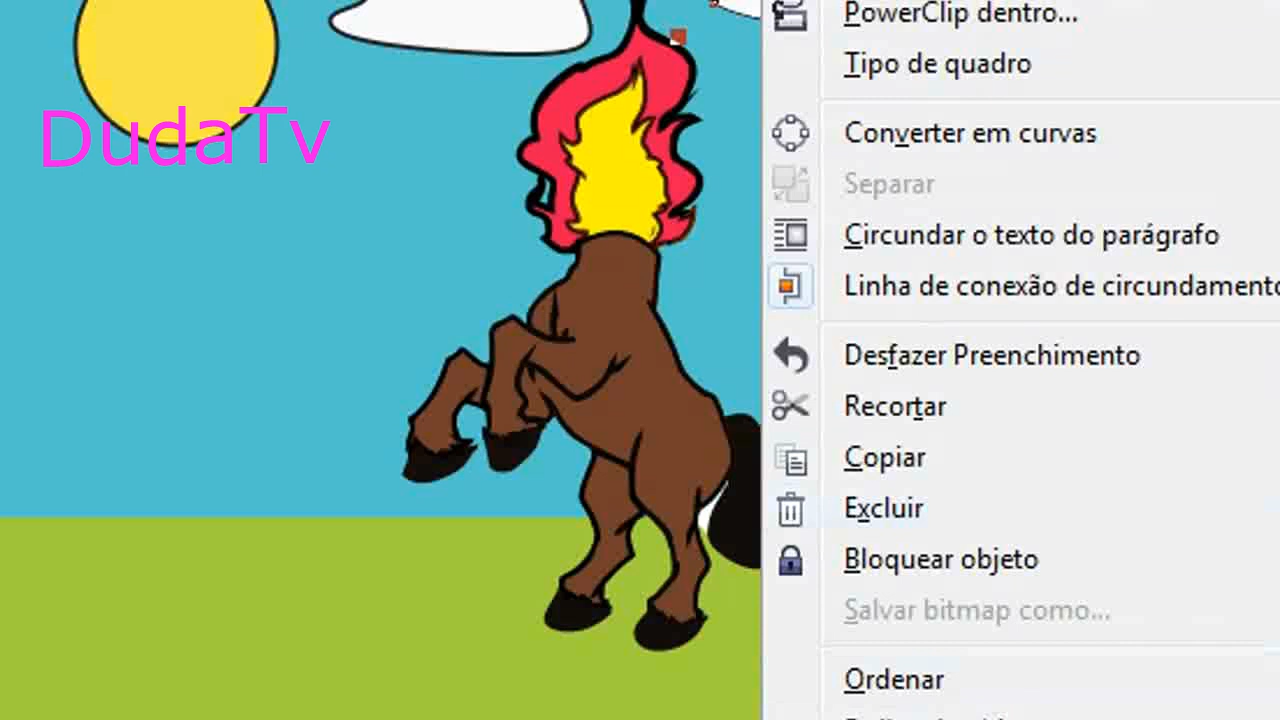 PowerClip dentro...
Tipo de quadro
DudaTv
Converter em curvas
Separar
Circundar o texto do parágrafo
Linha de conexão de circundamento
Desfazer Preenchimento
Recortar
Copiar
Excluir
Bloquear objeto
Salvar bitmap como...
Ordenar